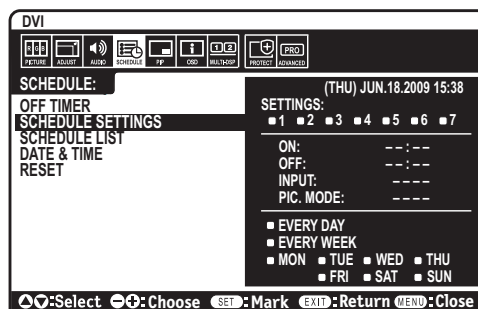 DVI
RGB
1 2
PRO
PICTURE ADJUST AUDIO SCHEDULE PIP OSD MULTI-DSP PROTECT ADVANCED
SCHEDULE:
OFF TIMER
SCHEDULE SETTINGS
SCHEDULE LIST
DATE & TIME
RESET
(THU) JUN.18.2009 15:38
SETTINGS:
1 2 3 4 5 6 7
ON: --:--
OFF: --:--
INPUT: ----
PIC. MODE: ----
EVERY DAY
EVERY WEEK
MON TUE WED THU
FRI SAT SUN
:Select :Choose SET:Mark EXIT:Return MENU:Close